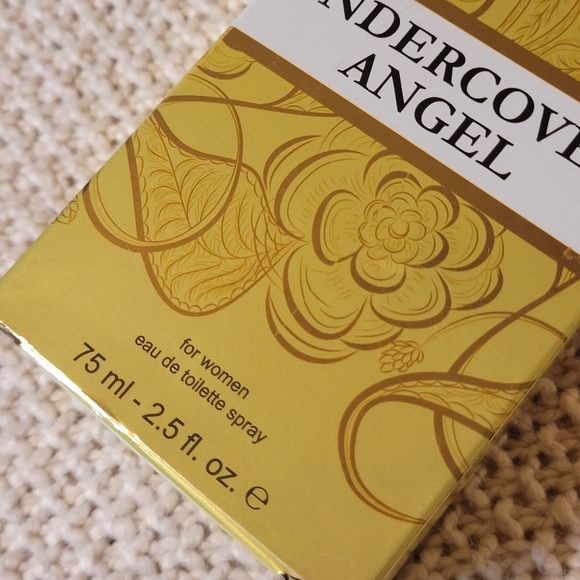 NDERCOVE
ANGEL
for women
eau de toilette spray
75 ml - 2.5 fl. oz. ℮